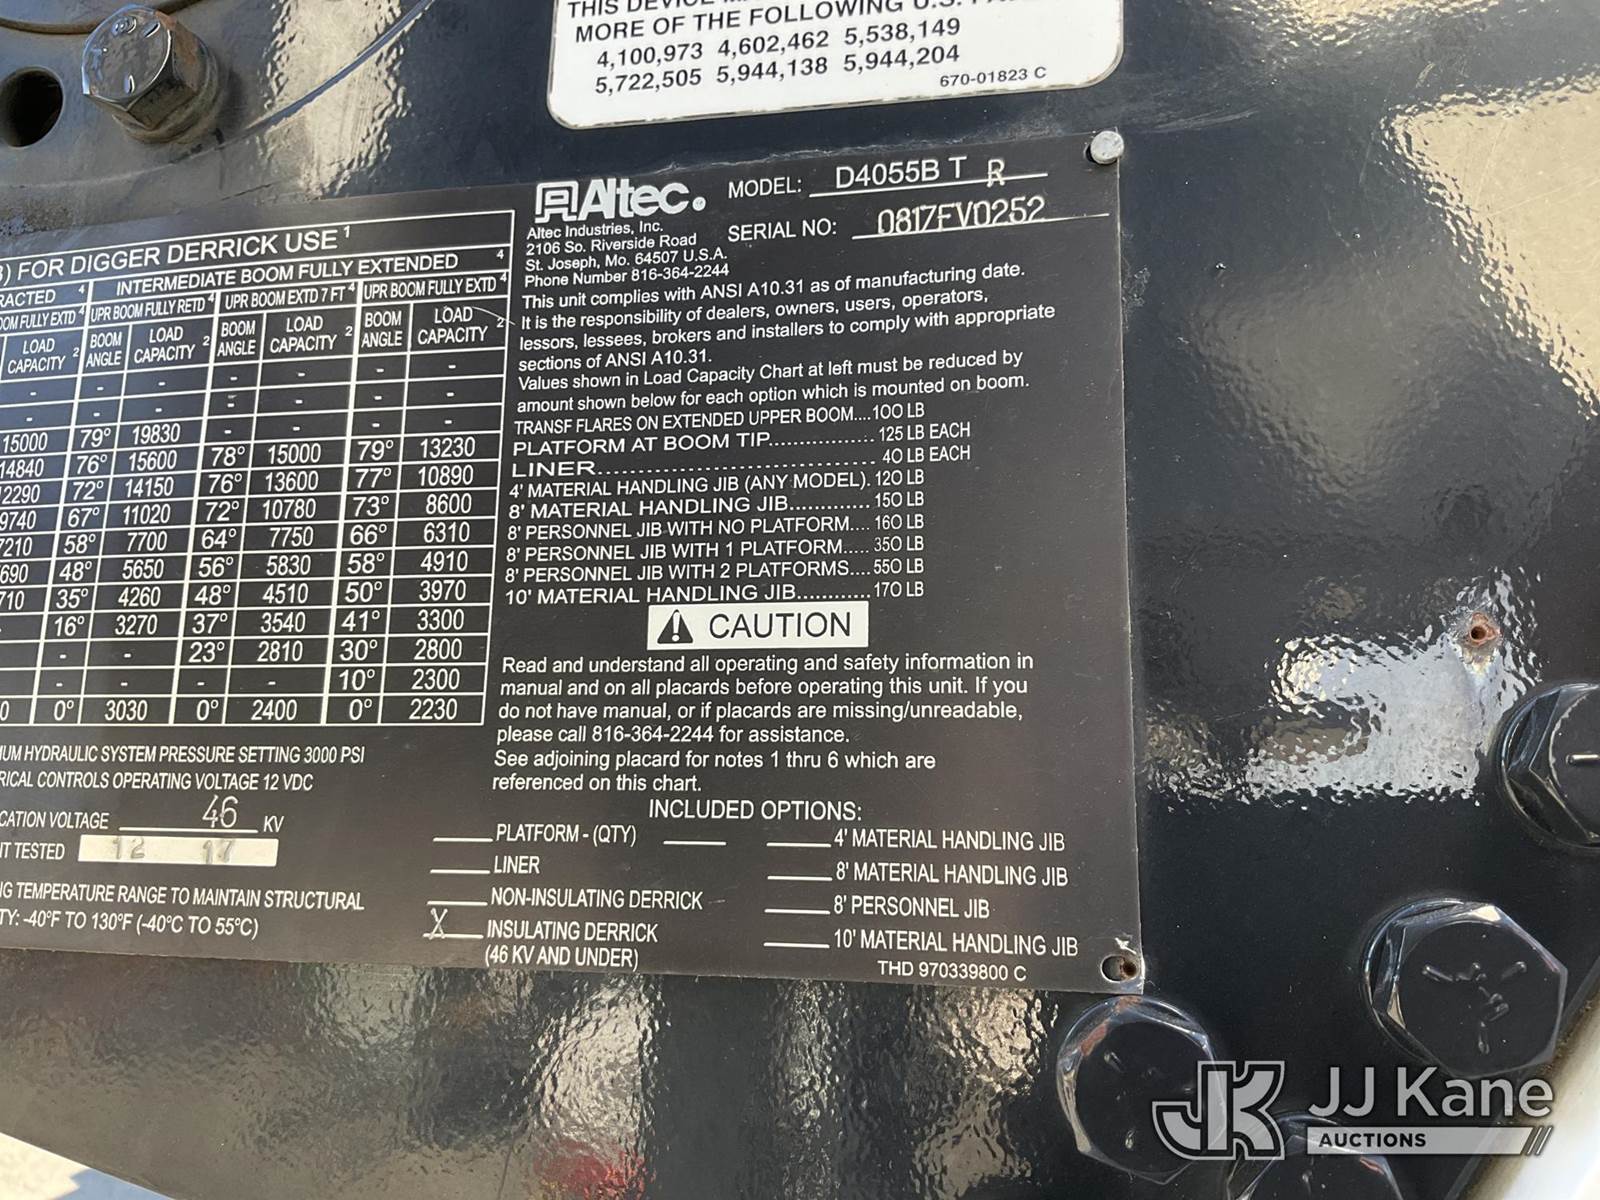 MORE OF THE FOLLOWING U.S.
4,100,973 4,602,462 5,538,149
5,722,505 5,944,138 5,944,204
670-01823 C
Altec.
MODEL: D4055B T R
SERIAL NO: 0817FV0252
Altec Industries, Inc.
2106 So. Riverside Road
St. Joseph, Mo. 64507 U.S.A.
Phone Number 816-364-2244
This unit complies with ANSI A10.31 as of manufacturing date.
It is the responsibility of dealers, owners, users, operators,
lessors, lessees, brokers and installers to comply with appropriate
sections of ANSI A10.31.
Values shown in Load Capacity Chart at left must be reduced by
amount shown below for each option which is mounted on boom.
TRANSF FLARES ON EXTENDED UPPER BOOM....100 LB
PLATFORM AT BOOM TIP................. 125 LB EACH
LINER................................ 40 LB EACH
4' MATERIAL HANDLING JIB (ANY MODEL). 120 LB
8' MATERIAL HANDLING JIB............. 150 LB
8' PERSONNEL JIB WITH NO PLATFORM.... 160 LB
8' PERSONNEL JIB WITH 1 PLATFORM..... 350 LB
8' PERSONNEL JIB WITH 2 PLATFORMS.... 550 LB
10' MATERIAL HANDLING JIB............ 170 LB
CAUTION
Read and understand all operating and safety information in
manual and on all placards before operating this unit. If you
do not have manual, or if placards are missing/unreadable,
please call 816-364-2244 for assistance.
See adjoining placard for notes 1 thru 6 which are
referenced on this chart.
INCLUDED OPTIONS:
PLATFORM - (QTY)
LINER
NON-INSULATING DERRICK
X INSULATING DERRICK
(46 KV AND UNDER)
4' MATERIAL HANDLING JIB
8' MATERIAL HANDLING JIB
8' PERSONNEL JIB
10' MATERIAL HANDLING JIB
THD 970339800 C
FOR DIGGER DERRICK USE 1
INTERMEDIATE BOOM FULLY EXTENDED 4
FULLY EXTD 4 UPR BOOM FULLY RETD 4 UPR BOOM EXTD 7 FT 4 UPR BOOM FULLY EXTD 4
LOAD CAPACITY 2 BOOM ANGLE LOAD CAPACITY 2 BOOM ANGLE LOAD CAPACITY 2 BOOM ANGLE LOAD CAPACITY 2
- - - - - - -
- - - - - - -
15000 79° 19830 - - - -
14840 76° 15600 78° 15000 79° 13230
72° 14150 76° 13600 77° 10890
67° 11020 72° 10780 73° 8600
58° 7700 64° 7750 66° 6310
48° 5650 56° 5830 58° 4910
35° 4260 48° 4510 50° 3970
16° 3270 37° 3540 41° 3300
- - 23° 2810 30° 2800
- - - - 10° 2300
0° 3030 0° 2400 0° 2230
HYDRAULIC SYSTEM PRESSURE SETTING 3000 PSI
CONTROLS OPERATING VOLTAGE 12 VDC
VOLTAGE 46 KV
TESTED 12 17
TEMPERATURE RANGE TO MAINTAIN STRUCTURAL
-40°F TO 130°F (-40°C TO 55°C)
JK JJ Kane
AUCTIONS